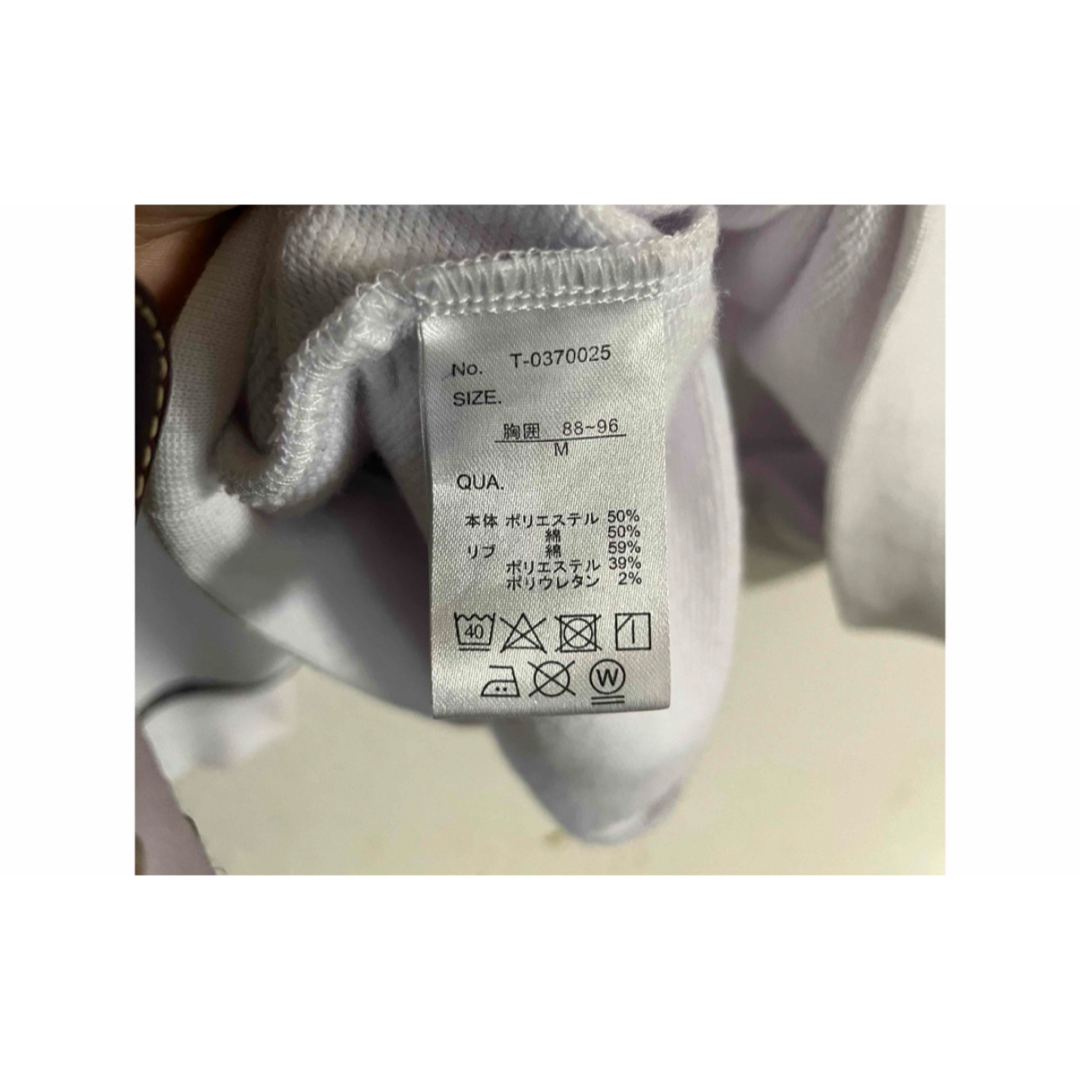 No. T-0370025
SIZE.
胸囲 88~96
M
QUA.
本体 ポリエステル 50%
綿 50%
リブ 綿 59%
ポリエステル 39%
ポリウレタン 2%
40
W